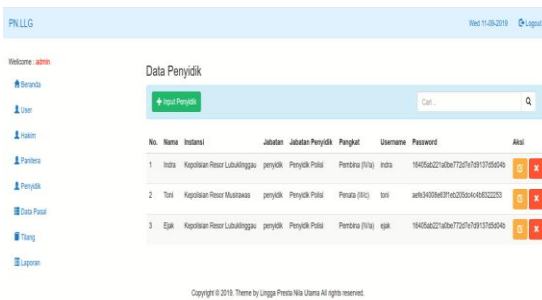 PN.LLG
Wed 11-09-2019 Logout
Wellcome : admin
Beranda
User
Hakim
Panitera
Penyidik
Data Pasal
Tilang
Laporan
Data Penyidik
+ Input Penyidik
Cari ..
No. Nama Instansi Jabatan Jabatan Penyidik Pangkat Username Password Aksi
1 Indra Kepolisian Resor Lubuklinggau penyidik Penyidik Polisi Pembina (IV/a) indra
2 Toni Kepolisian Resor Musirawas penyidik Penyidik Polisi Penata (III/c) toni
3 Ejak Kepolisian Resor Lubuklinggau penyidik Penyidik Polisi Pembina (IV/a) ejak
Copyright © 2019. Theme by Lingga Presta Nila Utama All rights reserved.